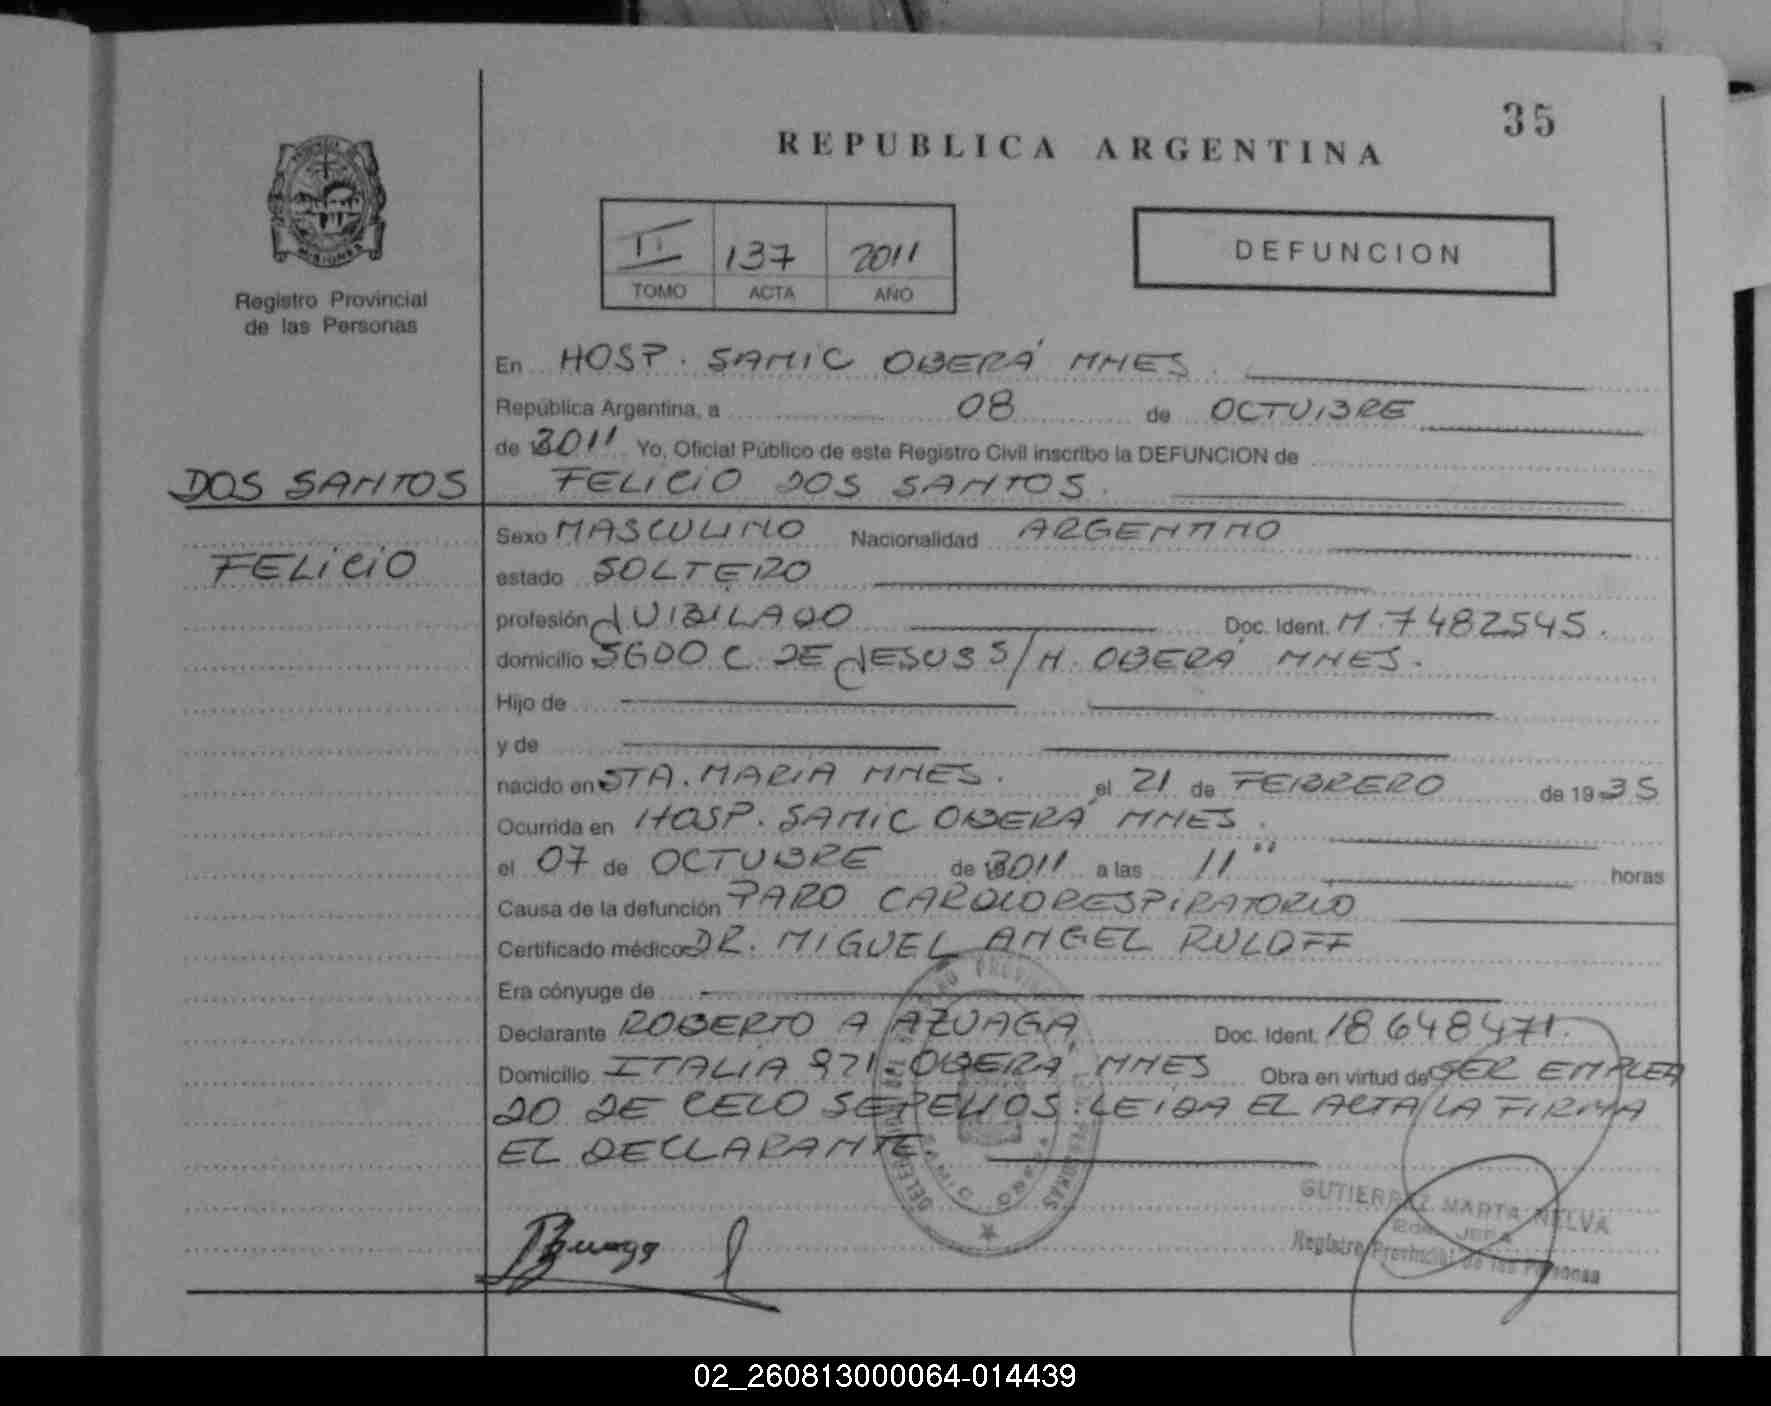 35
REPUBLICA ARGENTINA
MISIONES
Registro Provincial
de las Personas
II 137 2011
TOMO ACTA AÑO
DEFUNCION
En HOSP. SAMIC OBERÁ MNES.
República Argentina, a 08 de OCTUBRE
de 2011 Yo, Oficial Público de este Registro Civil inscribo la DEFUNCION de
DOS SANTOS FELICIO DOS SANTOS.
Sexo MASCULINO Nacionalidad ARGENTINO
FELICIO estado SOLTERO
profesión JUBILADO Doc. Ident. M. 7482545.
domicilio SGDO C. DE JESUS S/N. OBERÁ MNES.
Hijo de
y de
nacido en STA. MARIA MNES. el 21 de FEBRERO de 1935
Ocurrida en HOSP. SAMIC OBERÁ MNES.
el 07 de OCTUBRE de 2011 a las 11 horas
Causa de la defunción PARO CARDIORESPIRATORIO
Certificado médico DR. MIGUEL ANGEL RULOFF
Era cónyuge de
Declarante ROBERTO A AZUAGA Doc. Ident. 18648471.
Domicilio ITALIA 871. OBERÁ MNES Obra en virtud de SER EMPLEA
DO DE CELO SEPELIOS. LEIDA EL ACTA LA FIRMA
EL DECLARANTE.
SAMIC OBERA
GUTIERREZ MARTA NELVA
2da. JEFA
Registro Provincial de las Personas
02_260813000064-014439